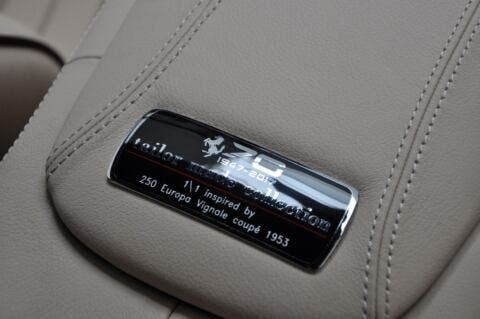 70
1947-2017
tailor made collection
1\1 inspired by
250 Europa Vignale coupé 1953